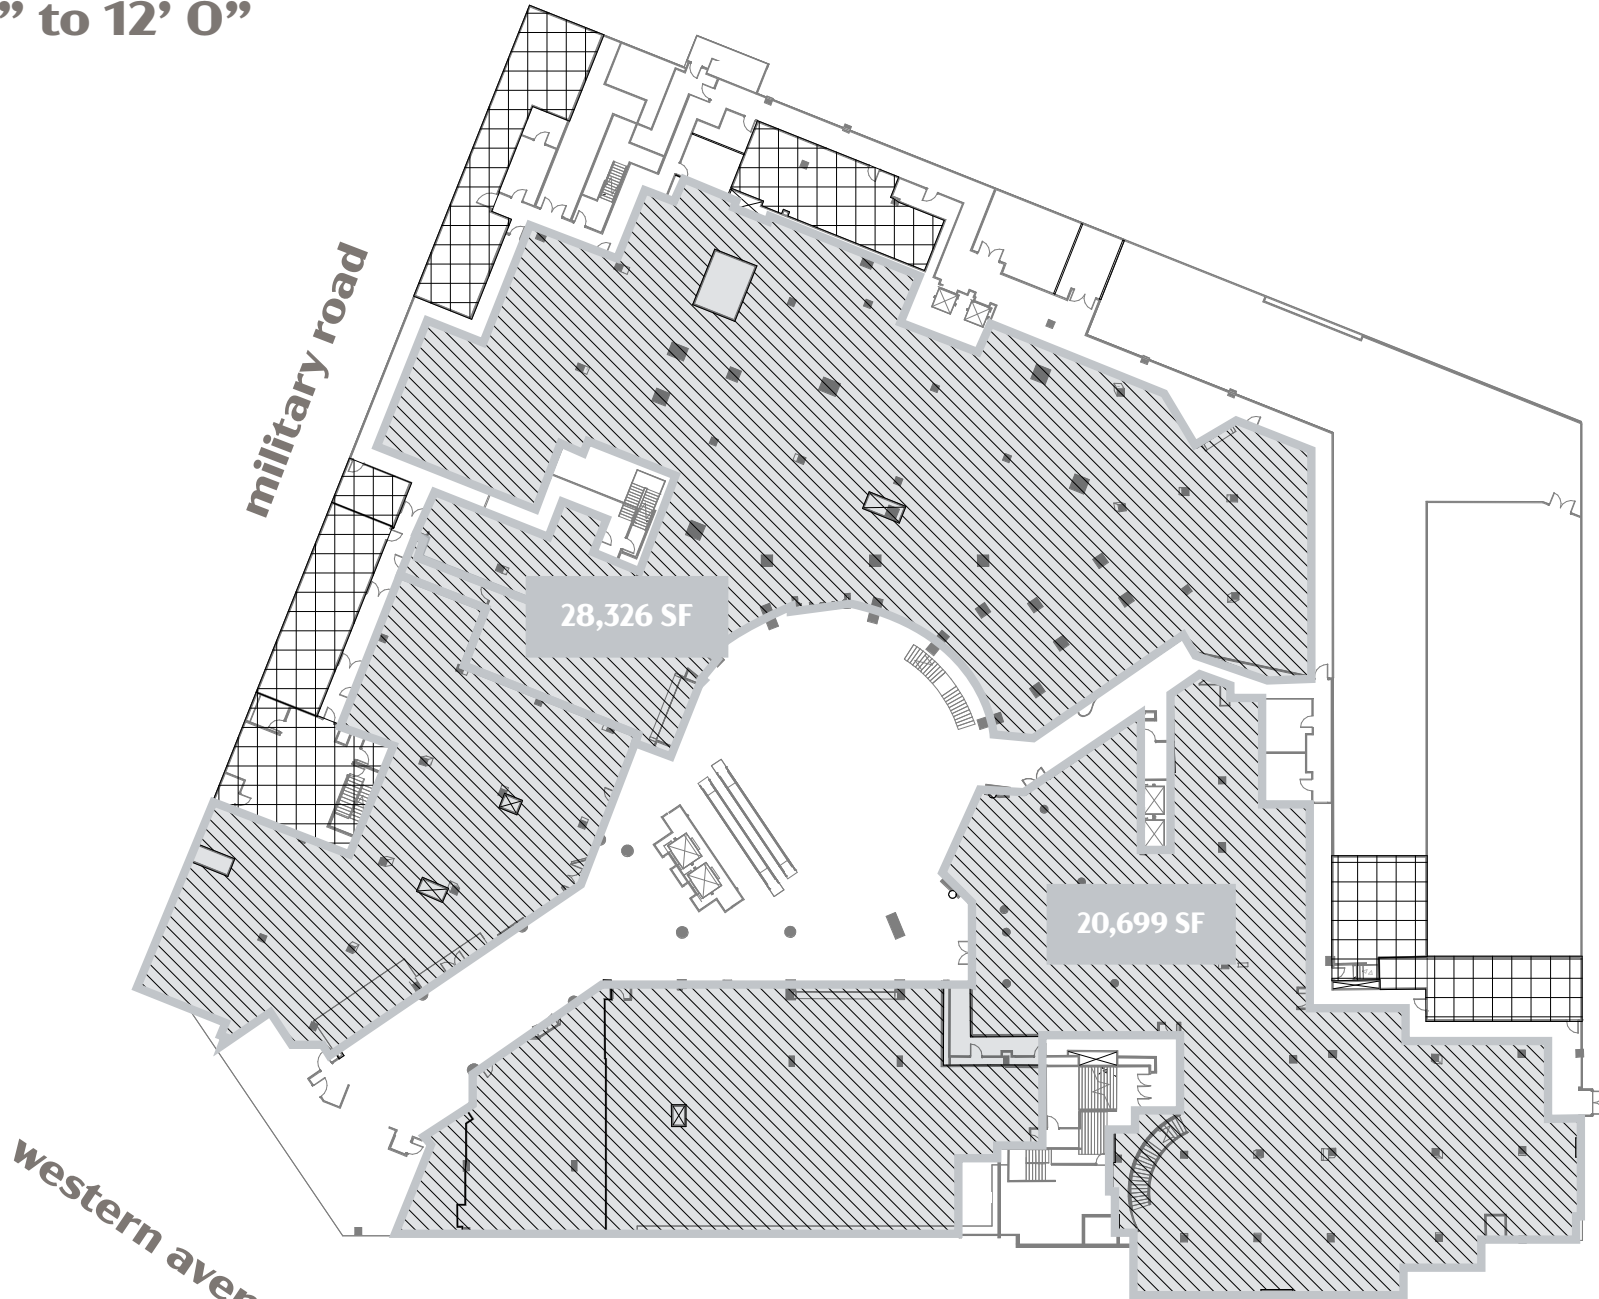 ” to 12’ 0”
military road
28,326 SF
20,699 SF
western aven